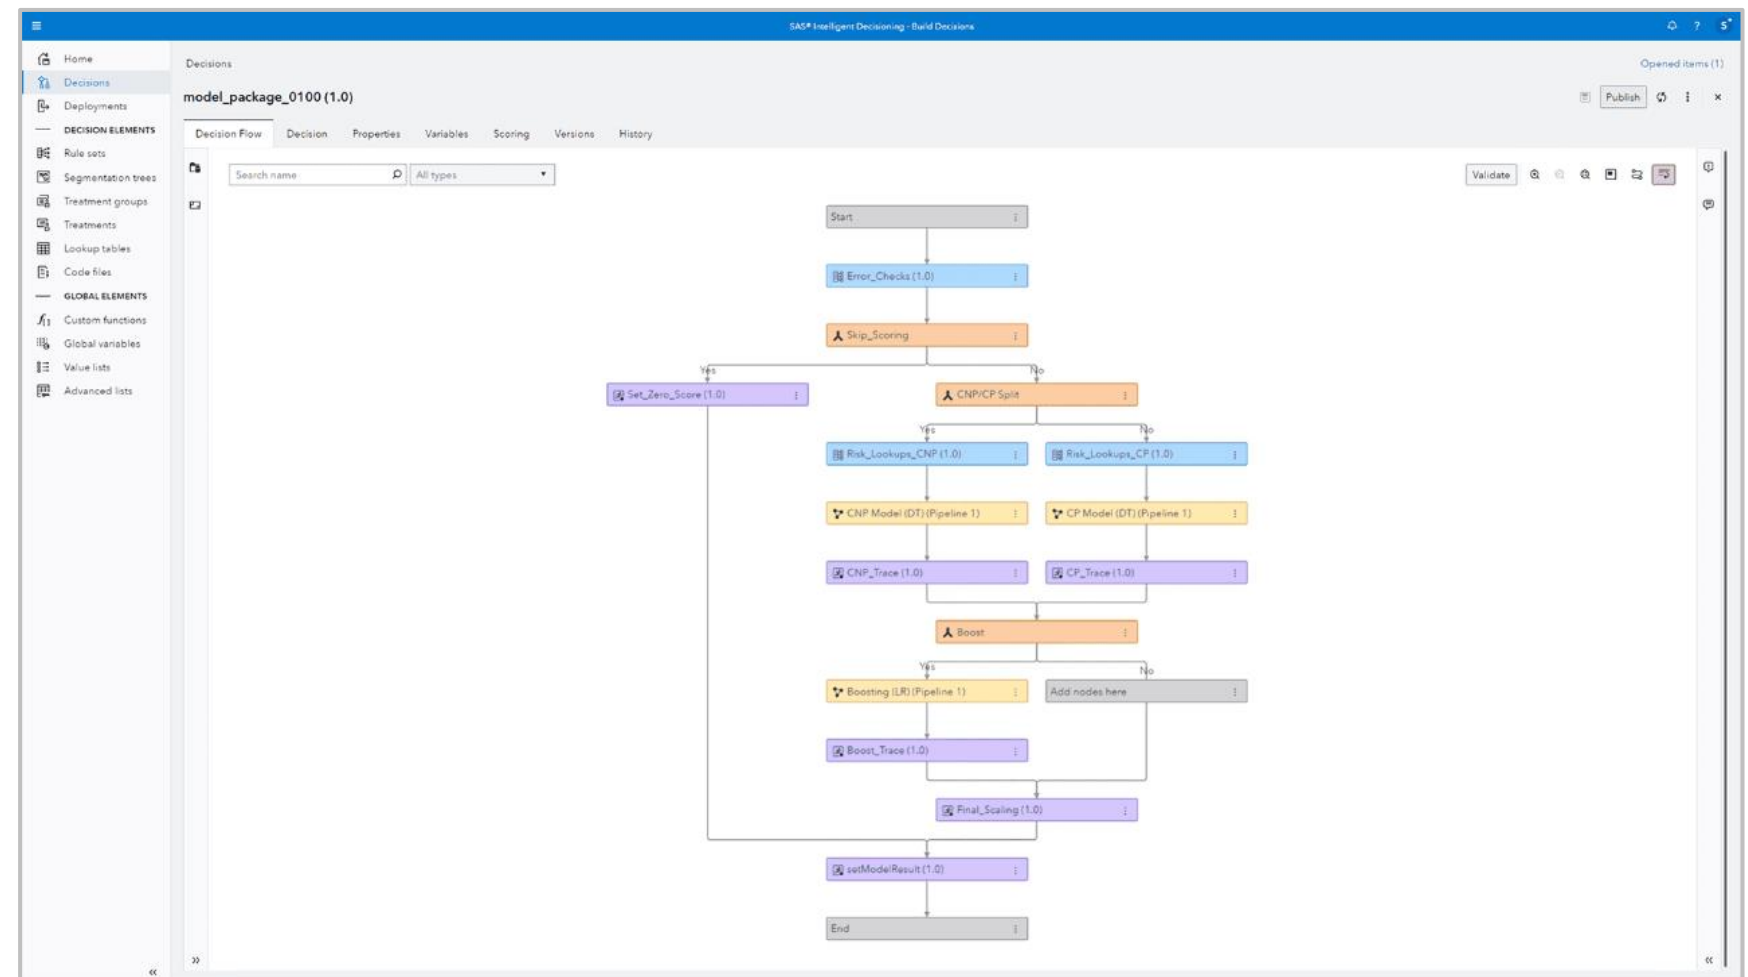 SAS® Intelligent Decisioning - Build Decisions
? S
Home
Decisions
Deployments
DECISION ELEMENTS
Rule sets
Segmentation trees
Treatment groups
Treatments
Lookup tables
Code files
GLOBAL ELEMENTS
Custom functions
Global variables
Value lists
Advanced lists
Decisions
Opened items (1)
model_package_0100 (1.0)
Publish
Decision Flow Decision Properties Variables Scoring Versions History
Search name All types
Validate
Start
Error_Checks (1.0)
Skip_Scoring
Yes No
Set_Zero_Score (1.0) CNP/CP Split
Yes No
Risk_Lookups_CNP (1.0) Risk_Lookups_CP (1.0)
CNP Model (DT) (Pipeline 1) CP Model (DT) (Pipeline 1)
CNP_Trace (1.0) CP_Trace (1.0)
Boost
Yes No
Boosting (LR) (Pipeline 1) Add nodes here
Boost_Trace (1.0)
Final_Scaling (1.0)
setModelResult (1.0)
End